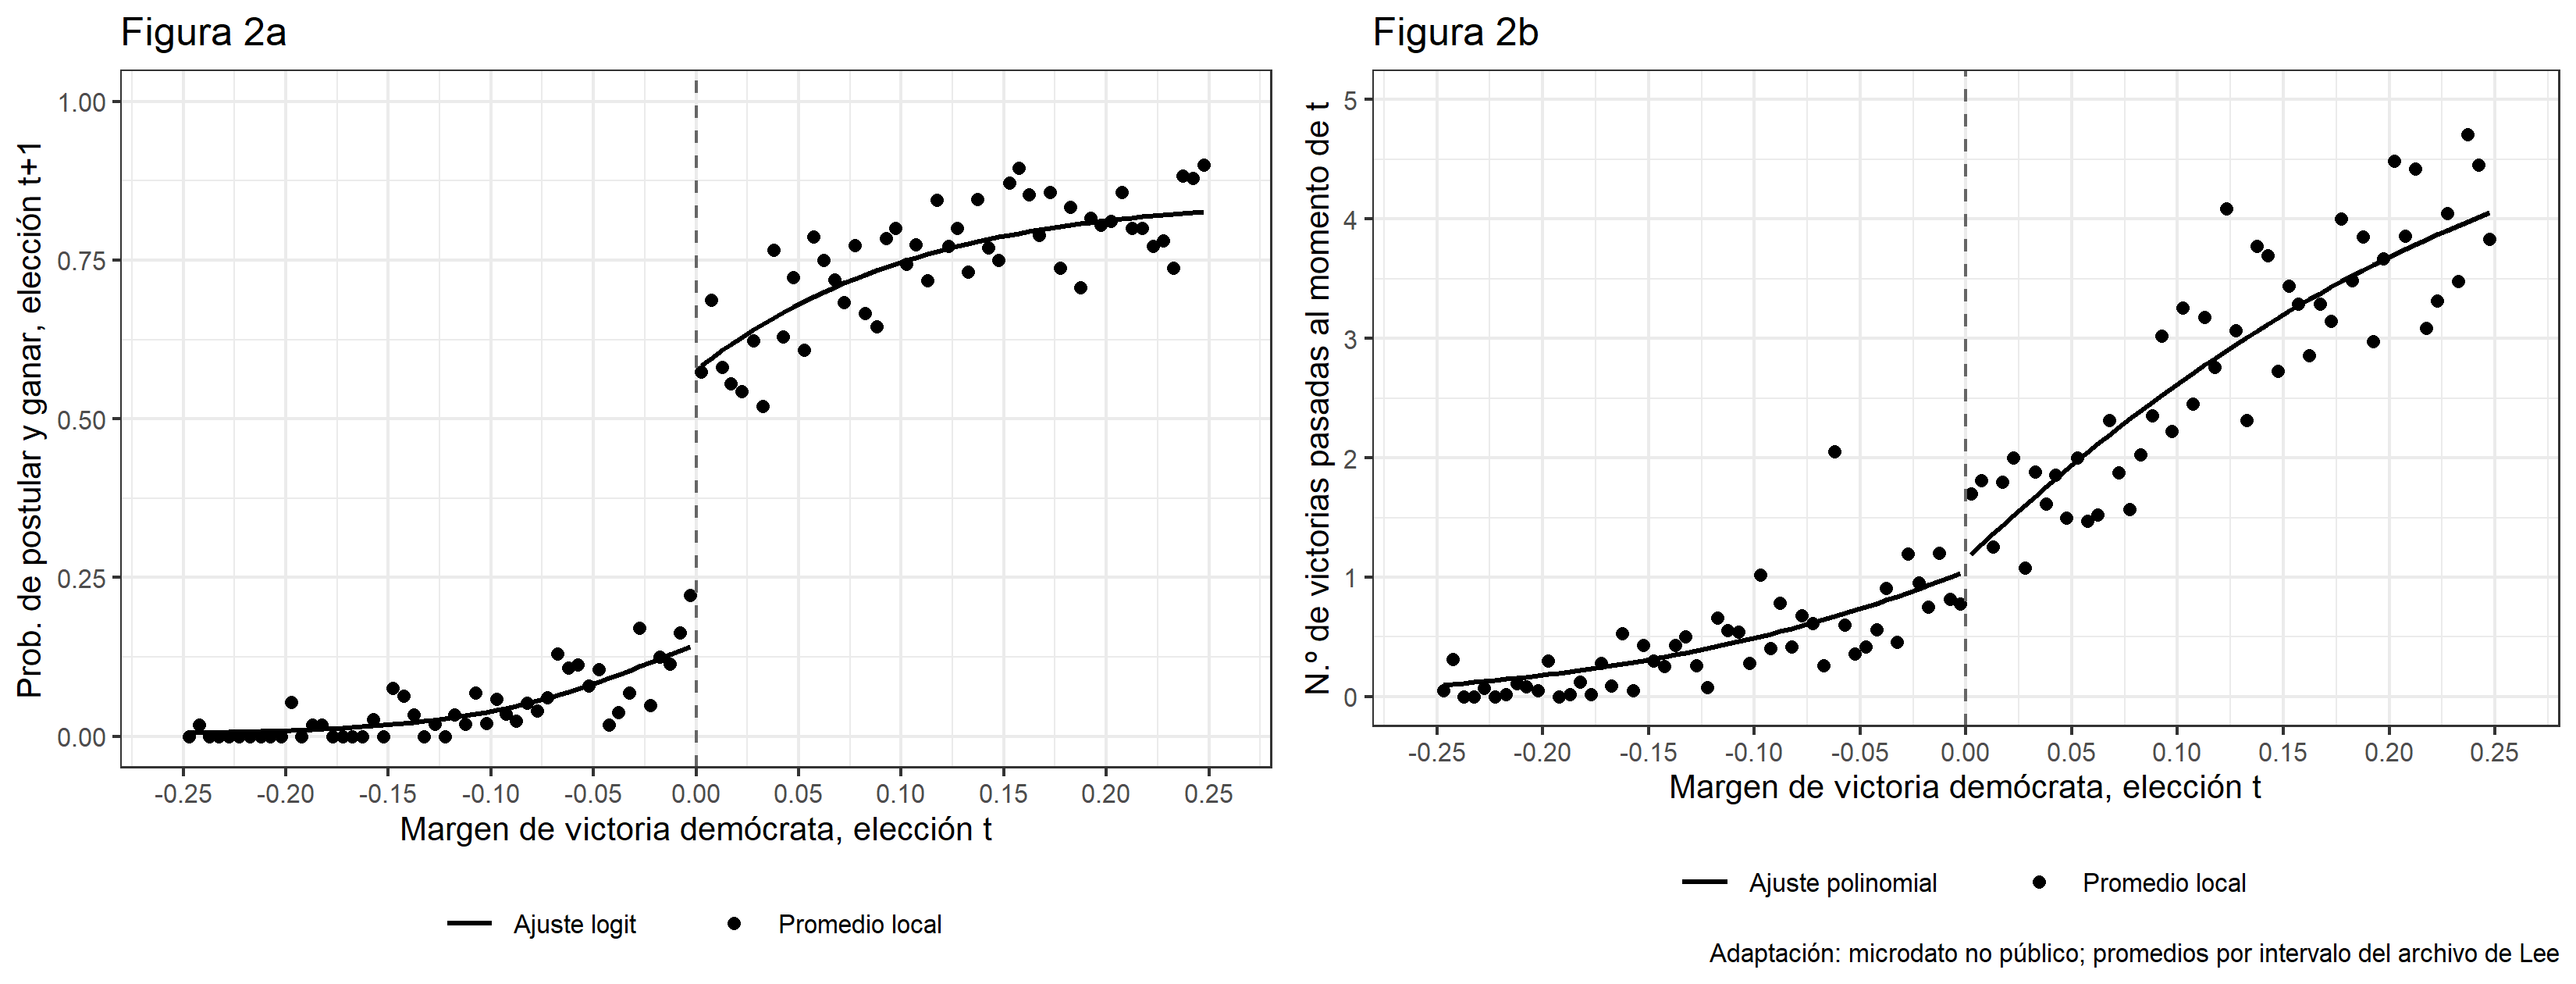 Figura 2a
Prob. de postular y ganar, elección t+1
1.00
0.75
0.50
0.25
0.00
-0.25 -0.20 -0.15 -0.10 -0.05 0.00 0.05 0.10 0.15 0.20 0.25
Margen de victoria demócrata, elección t
Ajuste logit Promedio local
Figura 2b
N.º de victorias pasadas al momento de t
5
4
3
2
1
0
-0.25 -0.20 -0.15 -0.10 -0.05 0.00 0.05 0.10 0.15 0.20 0.25
Margen de victoria demócrata, elección t
Ajuste polinomial Promedio local
Adaptación: microdato no público; promedios por intervalo del archivo de Lee